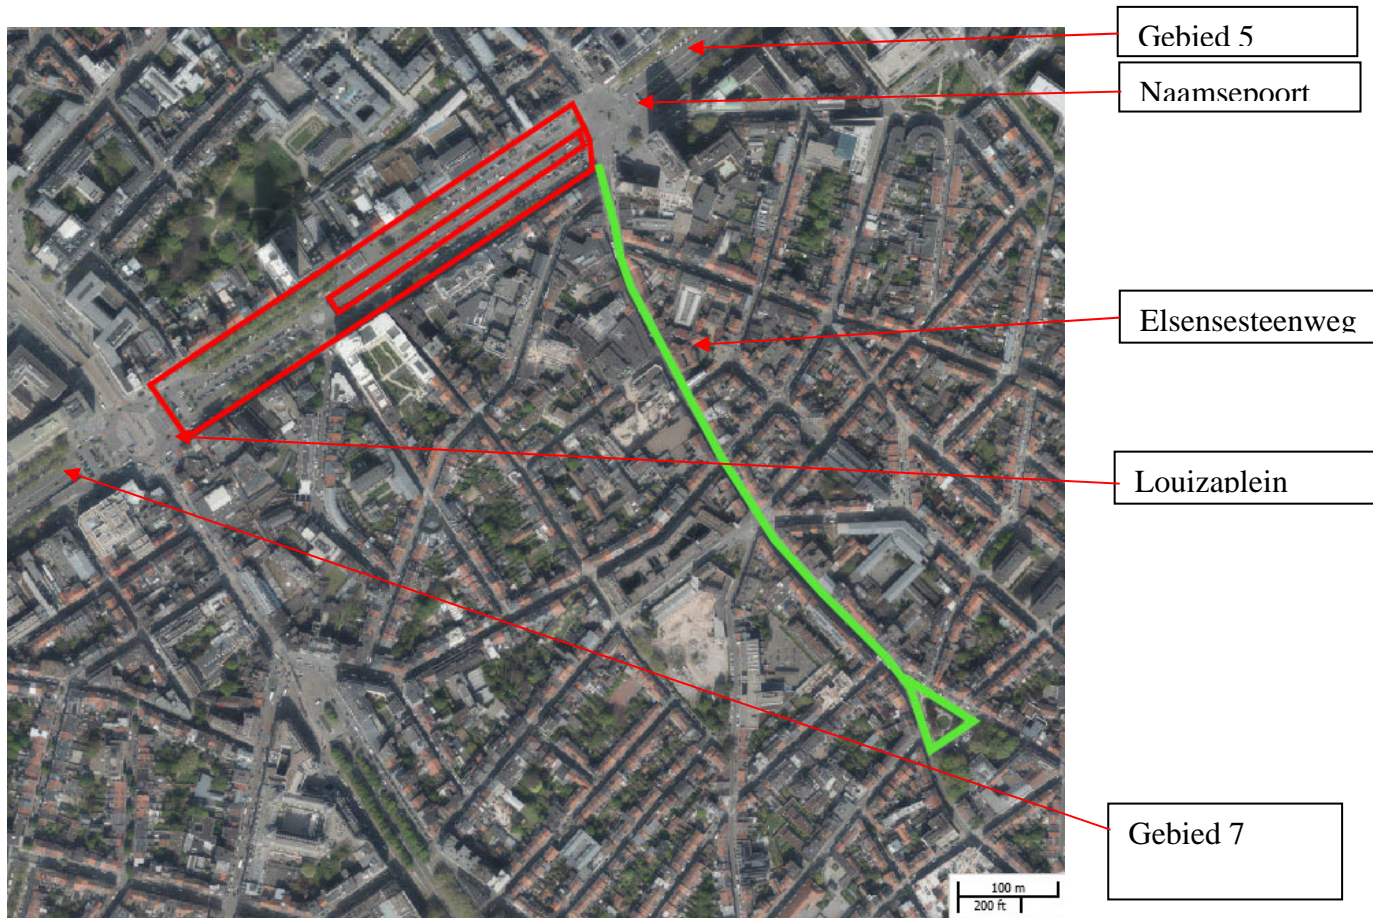 Gebied 5
Naamsepoort
Elsensesteenweg
Louizaplein
Gebied 7
100 m
200 ft